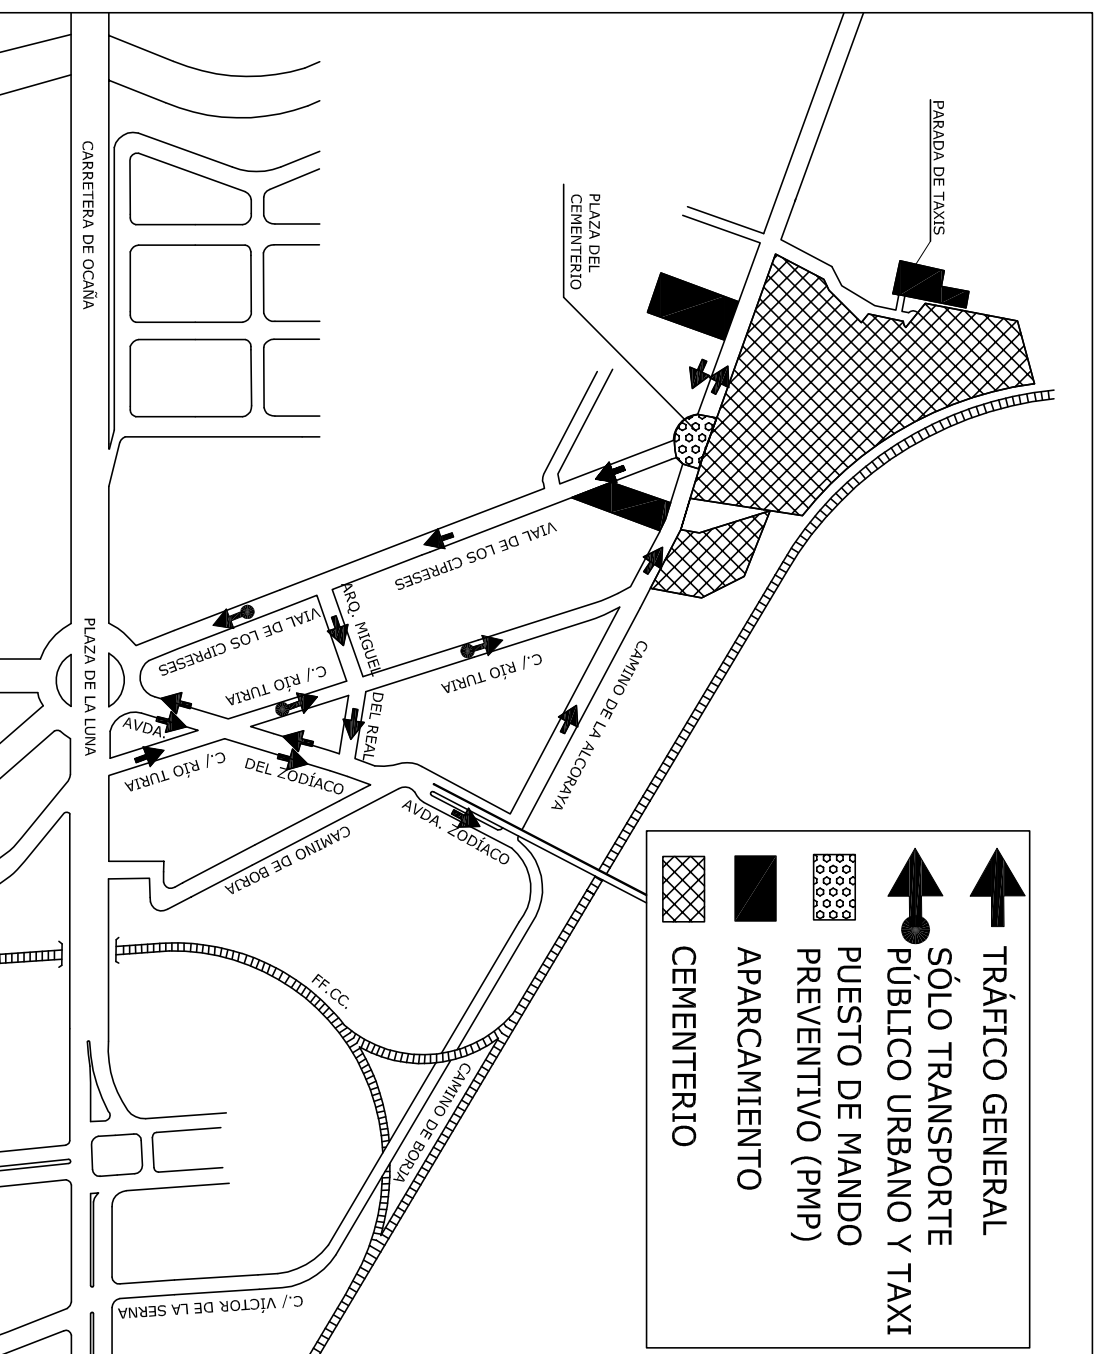 CARRETERA DE OCAÑA
PLAZA DE LA LUNA
PARADA DE TAXIS
PLAZA DEL
CEMENTERIO
VIAL DE LOS CIPRESES
VIAL DE LOS CIPRESES
ARQ. MIGUEL
DEL REAL
C./ RÍO TURIA
C./ RÍO TURIA
C./ RÍO TURIA
AVDA.
DEL ZODÍACO
AVDA. ZODÍACO
CAMINO DE LA ALCORAYA
CAMINO DE BORJA
CAMINO DE BORJA
FF.CC.
C./ VÍCTOR DE LA SERNA
TRÁFICO GENERAL
SÓLO TRANSPORTE
PÚBLICO URBANO Y TAXI
PUESTO DE MANDO
PREVENTIVO (PMP)
APARCAMIENTO
CEMENTERIO